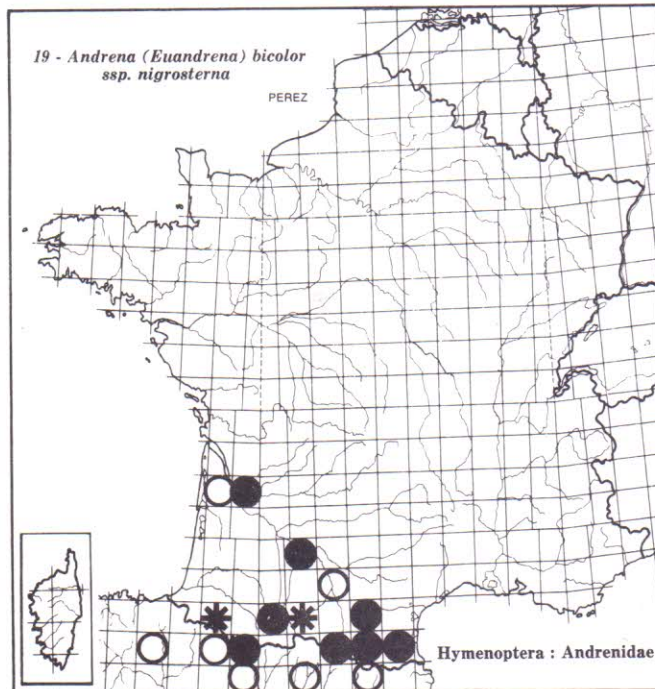 19 - Andrena (Euandrena) bicolor
ssp. nigrosterna
PEREZ
Hymenoptera : Andrenidae